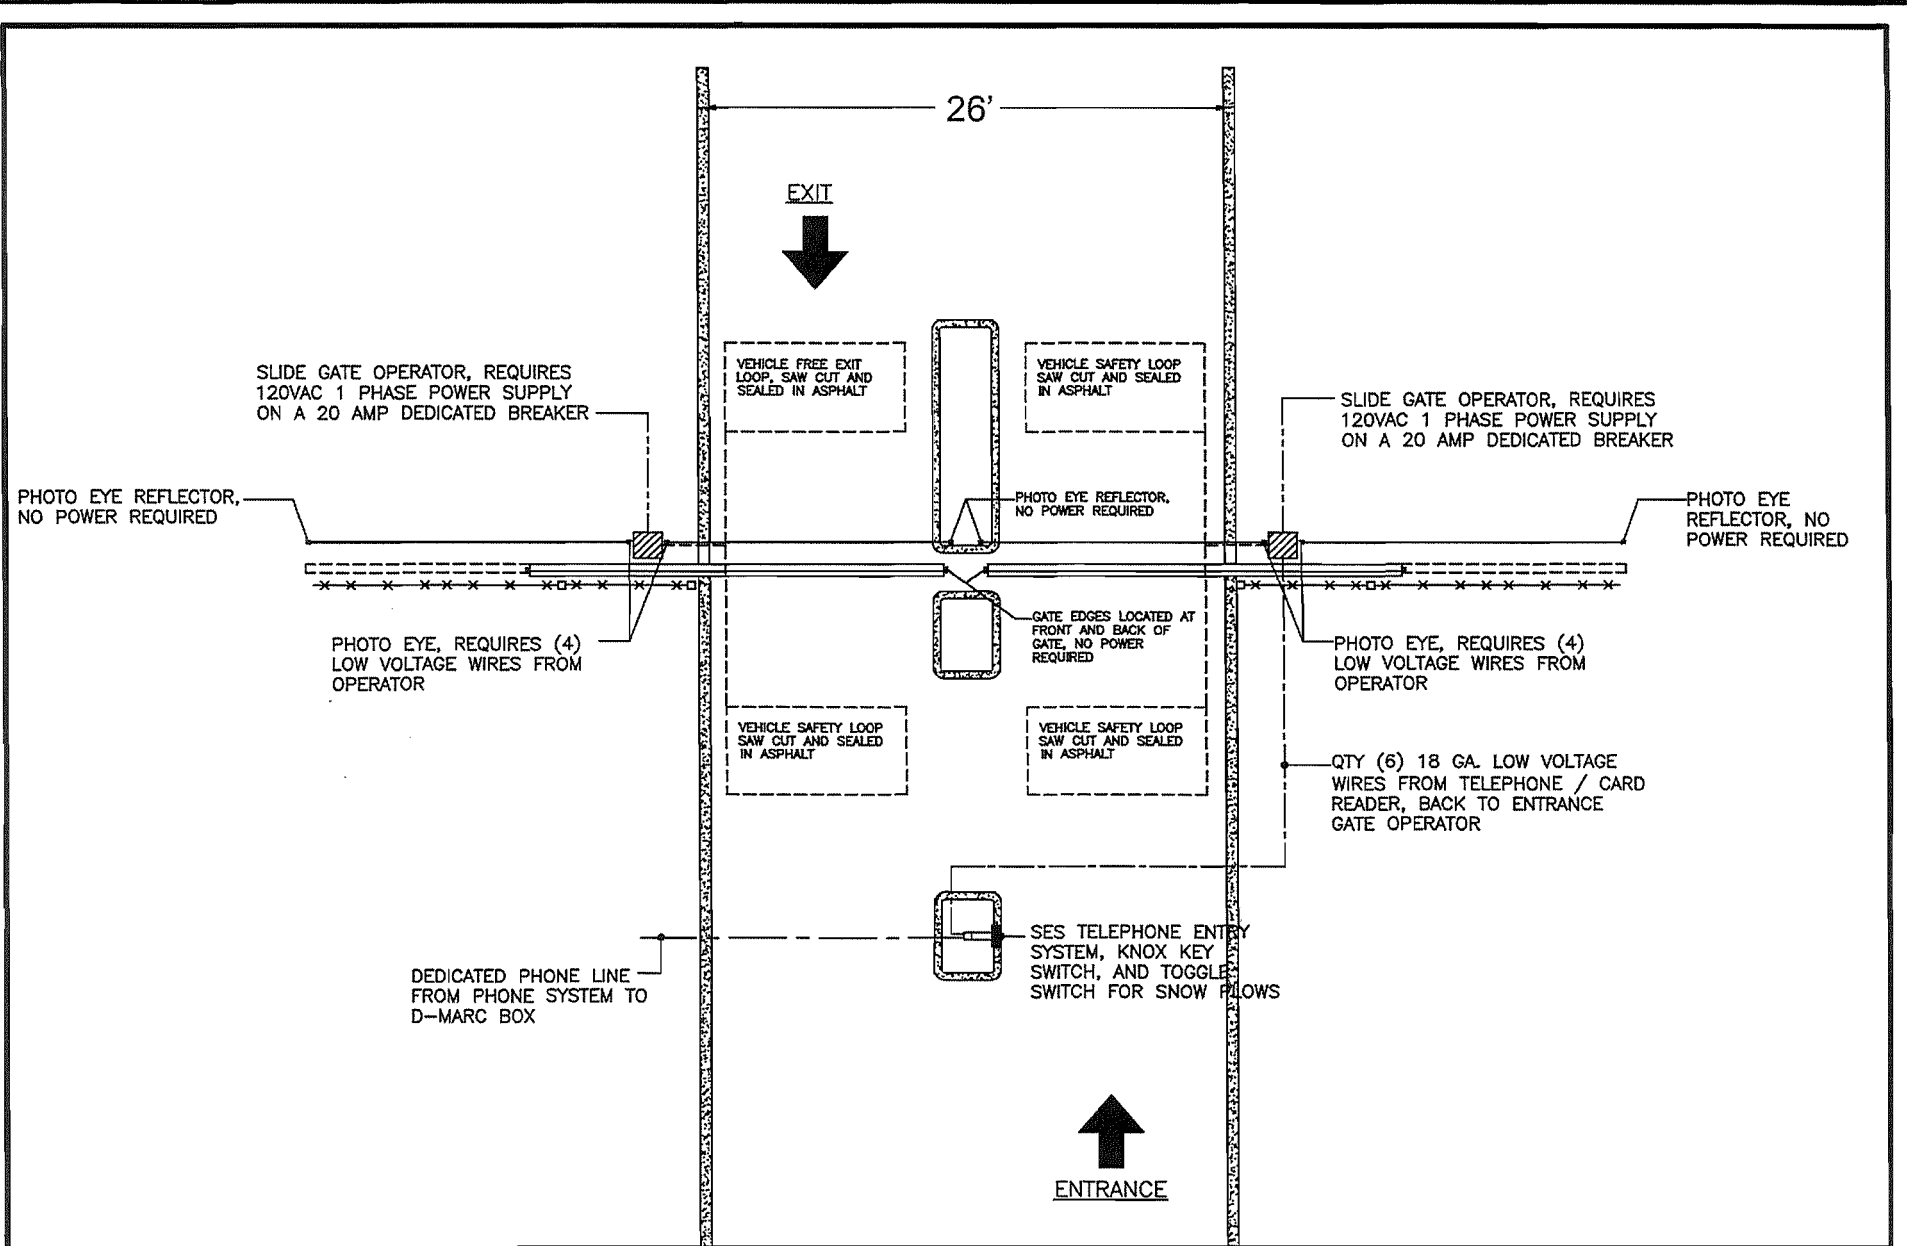 26'
EXIT
SLIDE GATE OPERATOR, REQUIRES
120VAC 1 PHASE POWER SUPPLY
ON A 20 AMP DEDICATED BREAKER
VEHICLE FREE EXIT
LOOP, SAW CUT AND
SEALED IN ASPHALT
VEHICLE SAFETY LOOP
SAW CUT AND SEALED
IN ASPHALT
SLIDE GATE OPERATOR, REQUIRES
120VAC 1 PHASE POWER SUPPLY
ON A 20 AMP DEDICATED BREAKER
PHOTO EYE REFLECTOR,
NO POWER REQUIRED
PHOTO EYE REFLECTOR,
NO POWER REQUIRED
PHOTO EYE
REFLECTOR, NO
POWER REQUIRED
PHOTO EYE, REQUIRES (4)
LOW VOLTAGE WIRES FROM
OPERATOR
GATE EDGES LOCATED AT
FRONT AND BACK OF
GATE, NO POWER
REQUIRED
PHOTO EYE, REQUIRES (4)
LOW VOLTAGE WIRES FROM
OPERATOR
VEHICLE SAFETY LOOP
SAW CUT AND SEALED
IN ASPHALT
VEHICLE SAFETY LOOP
SAW CUT AND SEALED
IN ASPHALT
QTY (6) 18 GA. LOW VOLTAGE
WIRES FROM TELEPHONE / CARD
READER, BACK TO ENTRANCE
GATE OPERATOR
DEDICATED PHONE LINE
FROM PHONE SYSTEM TO
D-MARC BOX
SES TELEPHONE ENTRY
SYSTEM, KNOX KEY
SWITCH, AND TOGGLE
SWITCH FOR SNOW PLOWS
ENTRANCE